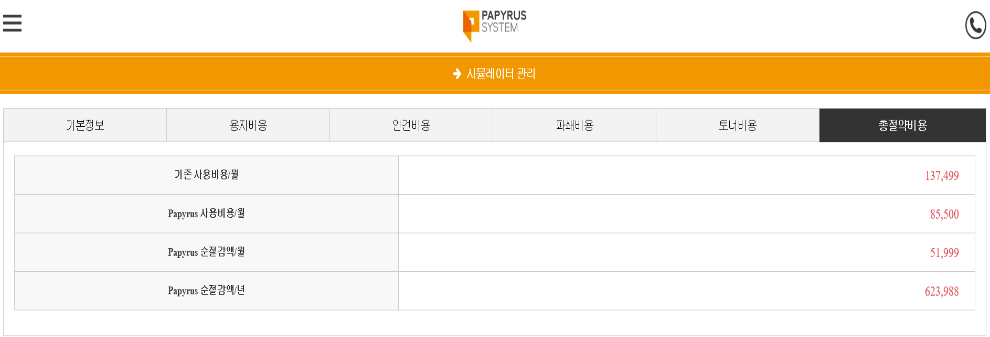 PAPYRUS
SYSTEM
시뮬레이터 관리
기본정보 용지비용 인건비용 파쇄비용 토너비용 총절약비용
기존 사용비용/월 137,499
Papyrus 사용비용/월 85,500
Papyrus 순절감액/월 51,999
Papyrus 순절감액/년 623,988